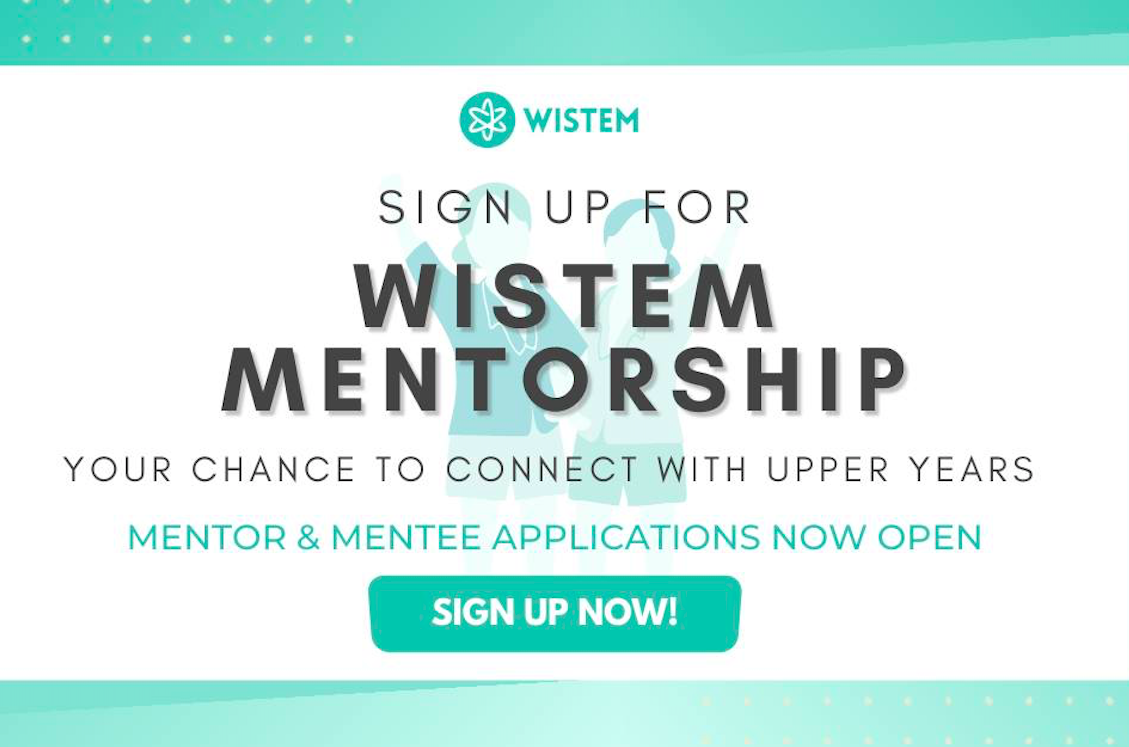 WISTEM
SIGN UP FOR
WISTEM
MENTORSHIP
YOUR CHANCE TO CONNECT WITH UPPER YEARS
MENTOR & MENTEE APPLICATIONS NOW OPEN
SIGN UP NOW!